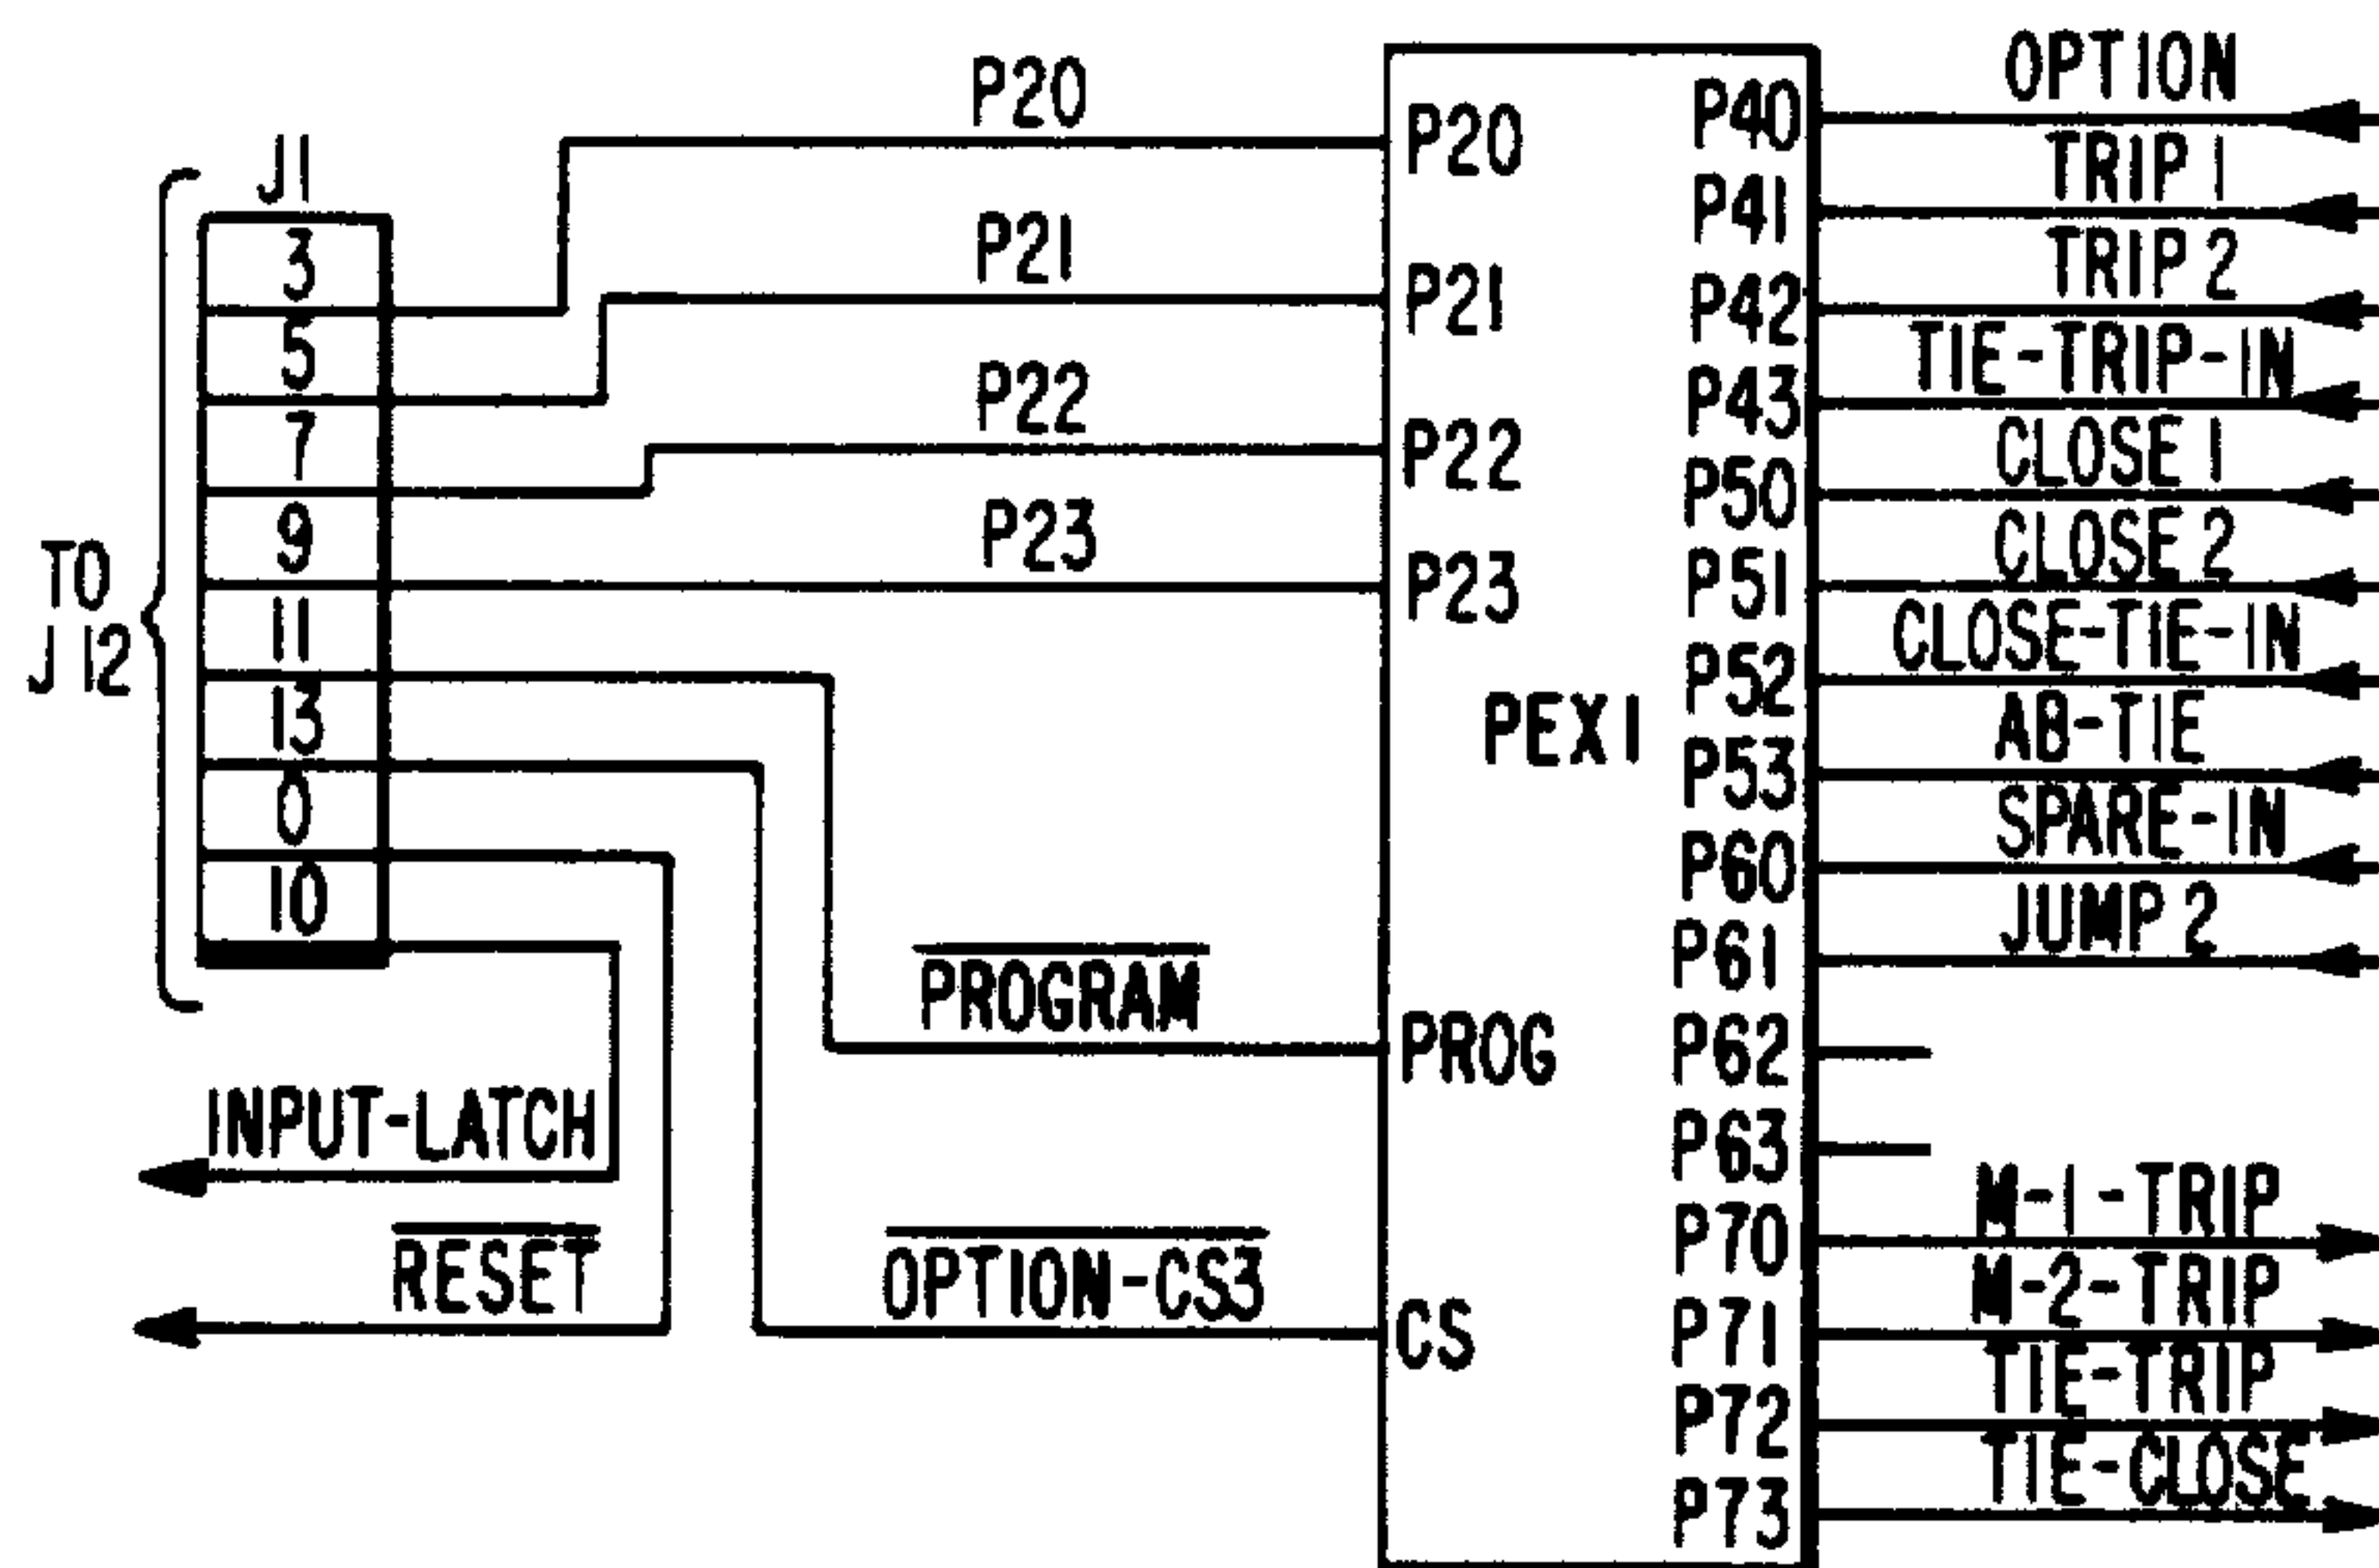 J1
3
5
7
9
11
13
0
10
TO
J12
P20
P21
P22
P23
PROGRAM
OPTION-CS3
INPUT-LATCH
RESET
P20
P21
P22
P23
PEX1
PROG
CS
P40
P41
P42
P43
P50
P51
P52
P53
P60
P61
P62
P63
P70
P71
P72
P73
OPTION
TRIP 1
TRIP 2
TIE-TRIP-IN
CLOSE 1
CLOSE 2
CLOSE-TIE-IN
AB-TIE
SPARE-IN
JUMP 2
M-1-TRIP
M-2-TRIP
TIE-TRIP
TIE-CLOSE